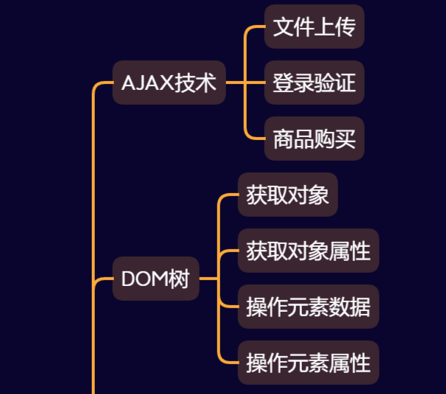 文件上传
AJAX技术
登录验证
商品购买
获取对象
获取对象属性
DOM树
操作元素数据
操作元素属性